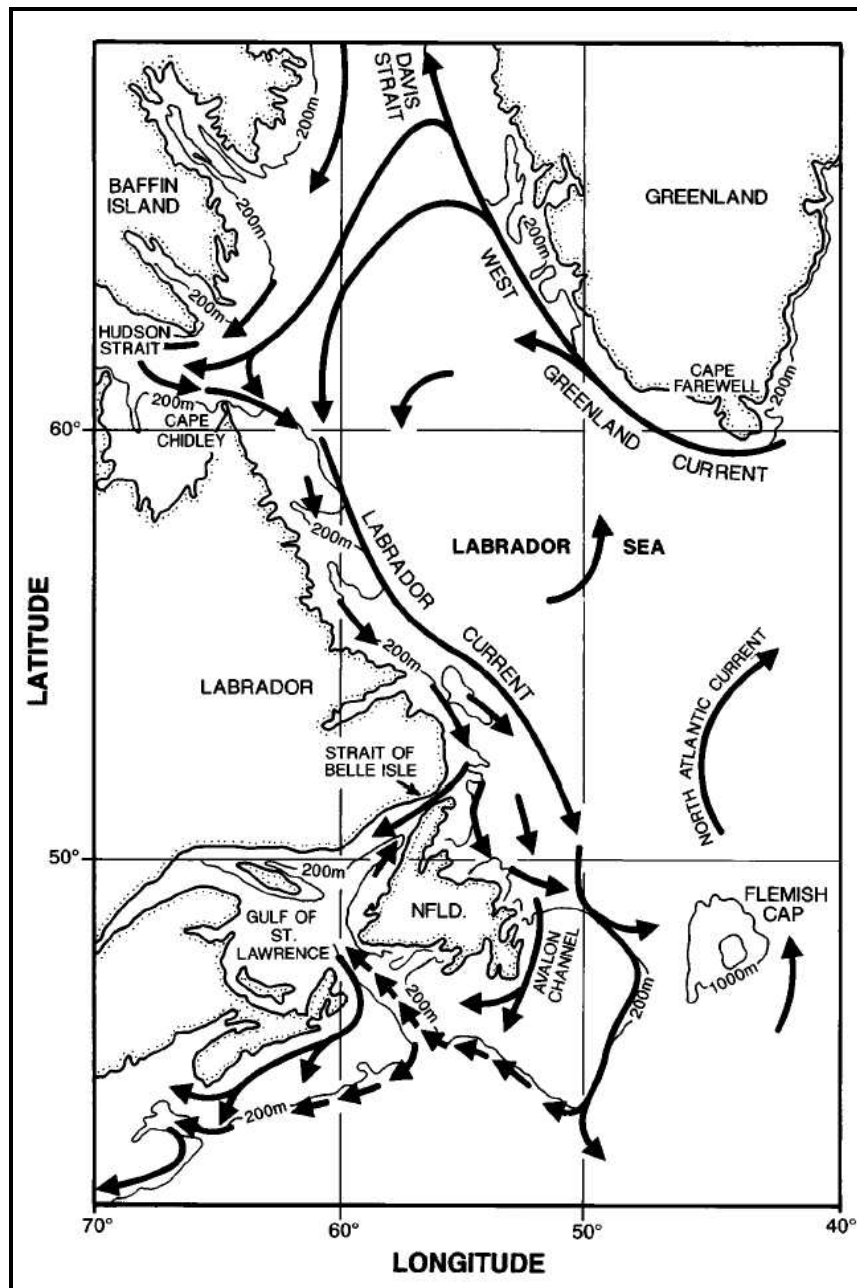 DAVIS
STRAIT
200m
BAFFIN
ISLAND
GREENLAND
200m
200m
WEST
200m
HUDSON
STRAIT
CAPE
FAREWELL
200m
GREENLAND
200m
CAPE
CHIDLEY
60°
CURRENT
200m
LABRADOR
LABRADOR SEA
LATITUDE
200m
CURRENT
NORTH ATLANTIC CURRENT
LABRADOR
STRAIT OF
BELLE ISLE
50°
200m
FLEMISH
CAP
NFLD.
GULF OF
ST.
LAWRENCE
AVALON
CHANNEL
1000m
200m
200m
200m
70°
60°
50°
40°
LONGITUDE